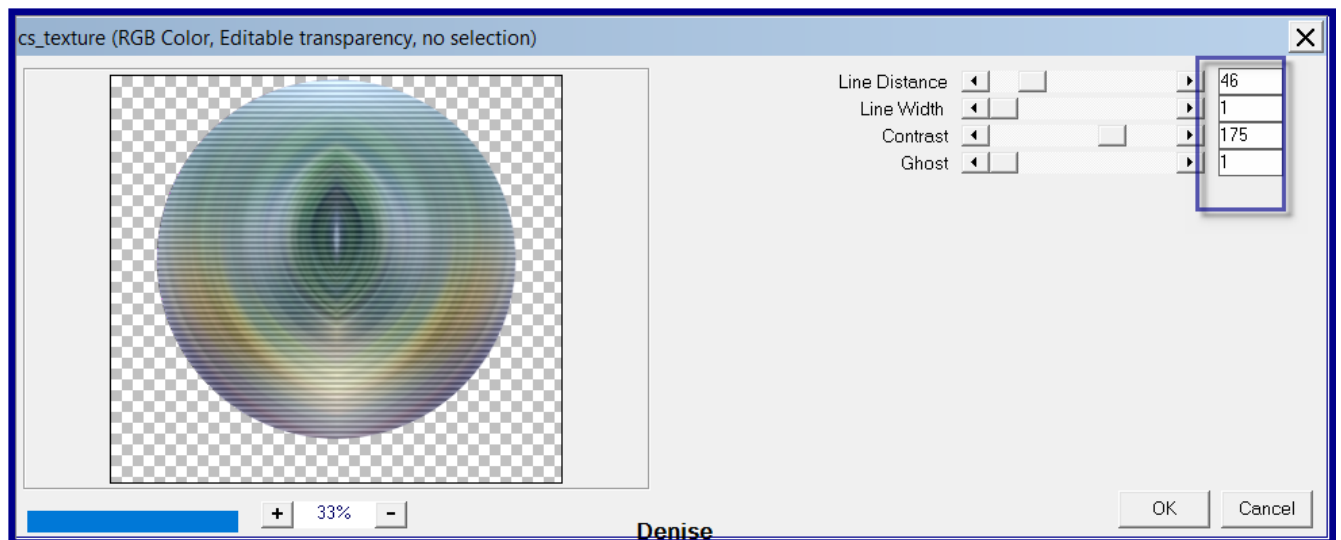 cs_texture (RGB Color, Editable transparency, no selection)
Line Distance 46
Line Width 1
Contrast 175
Ghost 1
+ 33% -
OK Cancel
Denise